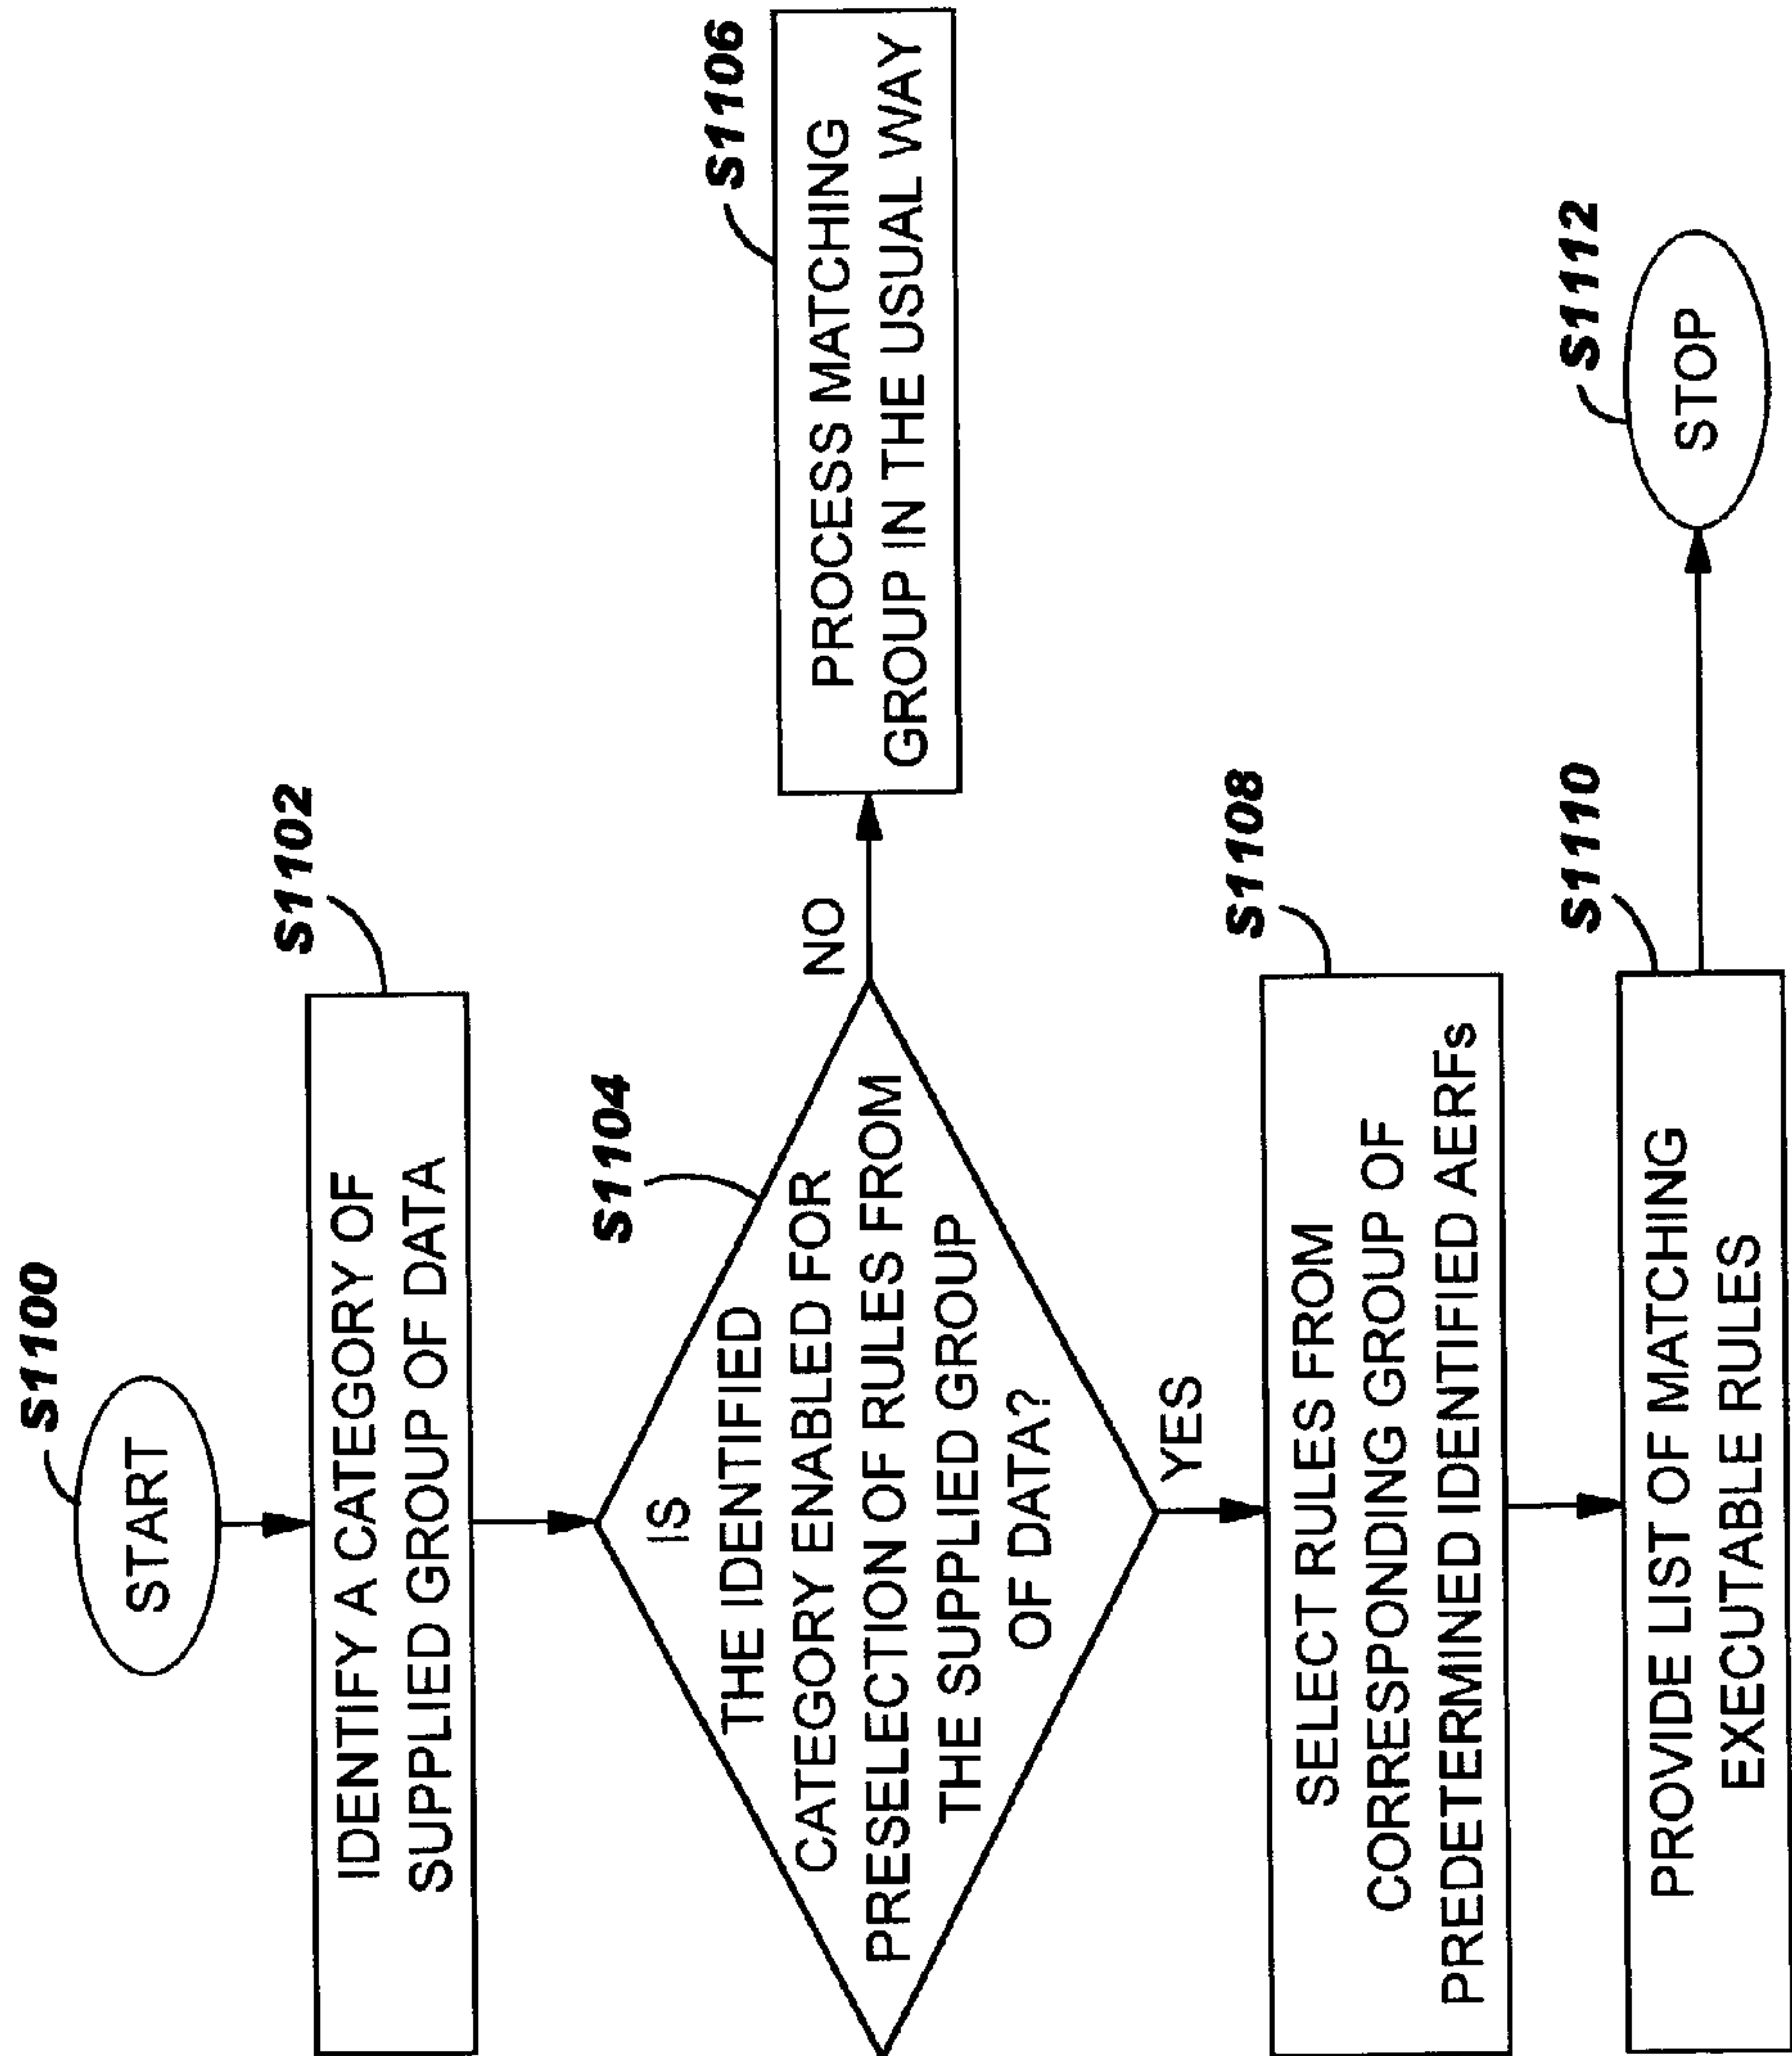 S1100
START
S1102
IDENTIFY A CATEGORY OF
SUPPLIED GROUP OF DATA
S1104
IS
THE IDENTIFIED
CATEGORY ENABLED FOR
PRESELECTION OF RULES FROM
THE SUPPLIED GROUP
OF DATA?
NO
S1106
PROCESS MATCHING
GROUP IN THE USUAL WAY
YES
S1108
SELECT RULES FROM
CORRESPONDING GROUP OF
PREDETERMINED IDENTIFIED AERFs
S1110
PROVIDE LIST OF MATCHING
EXECUTABLE RULES
S1112
STOP